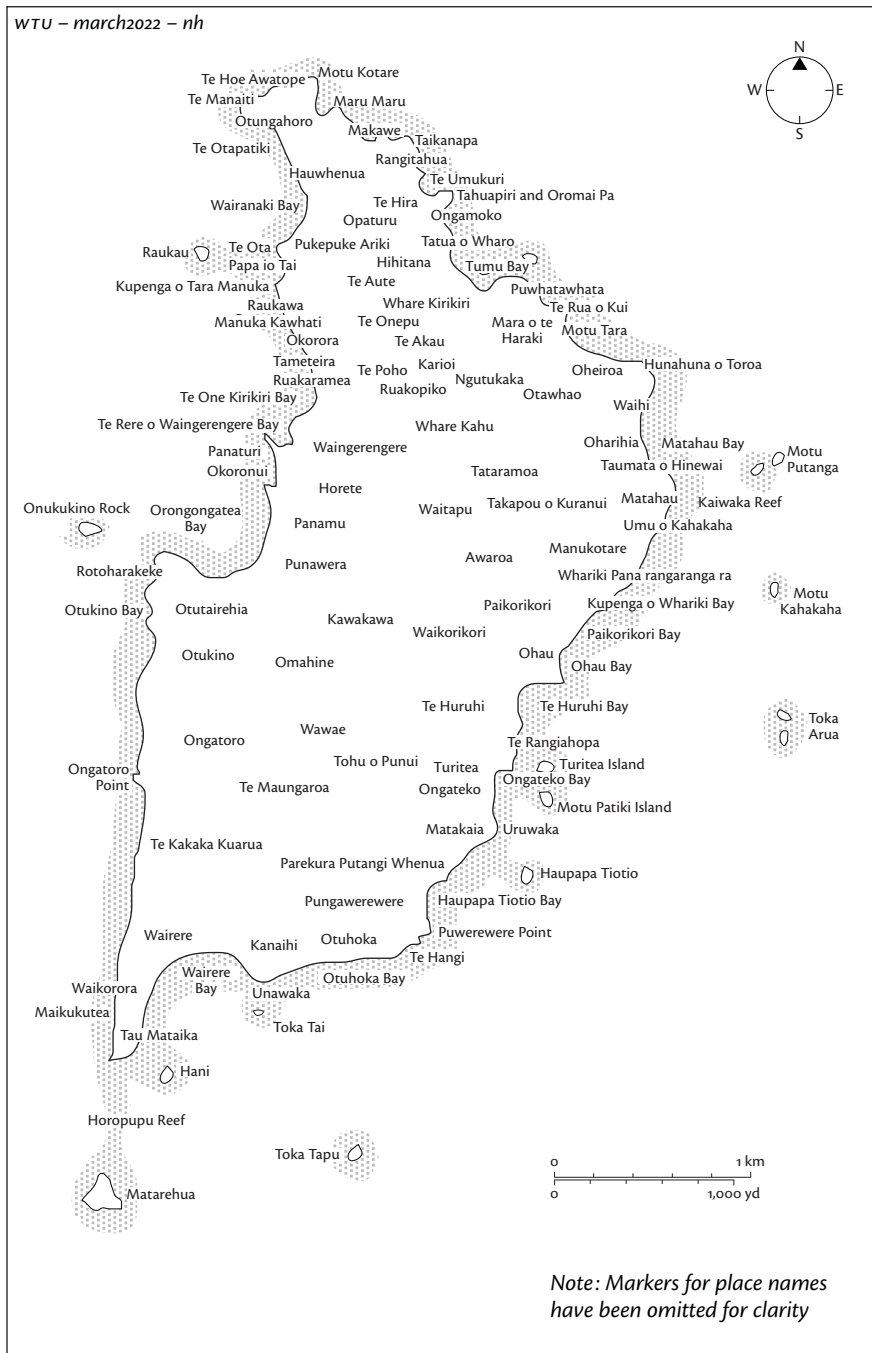 WTU – march2022 – nh
N
W
E
S
Te Hoe Awatope
Motu Kotare
Te Manaiti
Maru Maru
Otungahoro
Makawe
Taikanapa
Te Otapatiki
Rangitahua
Hauwhenua
Te Umukuri
Tahuapiri and Oromai Pa
Te Hira
Wairanaki Bay
Ongamoko
Opaturu
Tatua o Wharo
Pukepuke Ariki
Te Ota
Raukau
Hihitana
Papa io Tai
Tumu Bay
Te Aute
Kupenga o Tara Manuka
Puwhatawhata
Whare Kirikiri
Raukawa
Te Rua o Kui
Te Onepu
Manuka Kawhati
Mara o te
Haraki
Motu Tara
Okorora
Te Akau
Tameteira
Karioi
Hunahuna o Toroa
Te Poho
Oheiroa
Ruakaramea
Ngutukaka
Ruakopiko
Otawhao
Te One Kirikiri Bay
Waihi
Te Rere o Waingerengere Bay
Whare Kahu
Panaturi
Waingerengere
Oharihia
Matahau Bay
Motu
Putanga
Okoronui
Tataramoa
Taumata o Hinewai
Horete
Matahau
Kaiwaka Reef
Onukukino Rock
Orongongatea
Bay
Waitapu
Takapou o Kuranui
Panamu
Umu o Kahakaha
Manukotare
Awaroa
Punawera
Rotoharakeke
Whariki Pana rangaranga ra
Motu
Kahakaha
Otukino Bay
Otutairehia
Paikorikori
Kupenga o Whariki Bay
Kawakawa
Waikorikori
Paikorikori Bay
Otukino
Omahine
Ohau
Ohau Bay
Te Huruhi
Te Huruhi Bay
Toka
Arua
Wawae
Ongatoro
Te Rangiahopa
Tohu o Punui
Turitea
Turitea Island
Ongatoro
Point
Ongateko Bay
Te Maungaroa
Ongateko
Motu Patiki Island
Matakaia
Uruwaka
Te Kakaka Kuarua
Parekura Putangi Whenua
Haupapa Tiotio
Pungawerewere
Haupapa Tiotio Bay
Puwerewere Point
Wairere
Kanaihi
Otuhoka
Te Hangi
Wairere
Bay
Otuhoka Bay
Waikorora
Unawaka
Maikukutea
Toka Tai
Tau Mataika
Hani
Horopupu Reef
Toka Tapu
Matarehua
0
1 km
0
1,000 yd
Note: Markers for place names
have been omitted for clarity